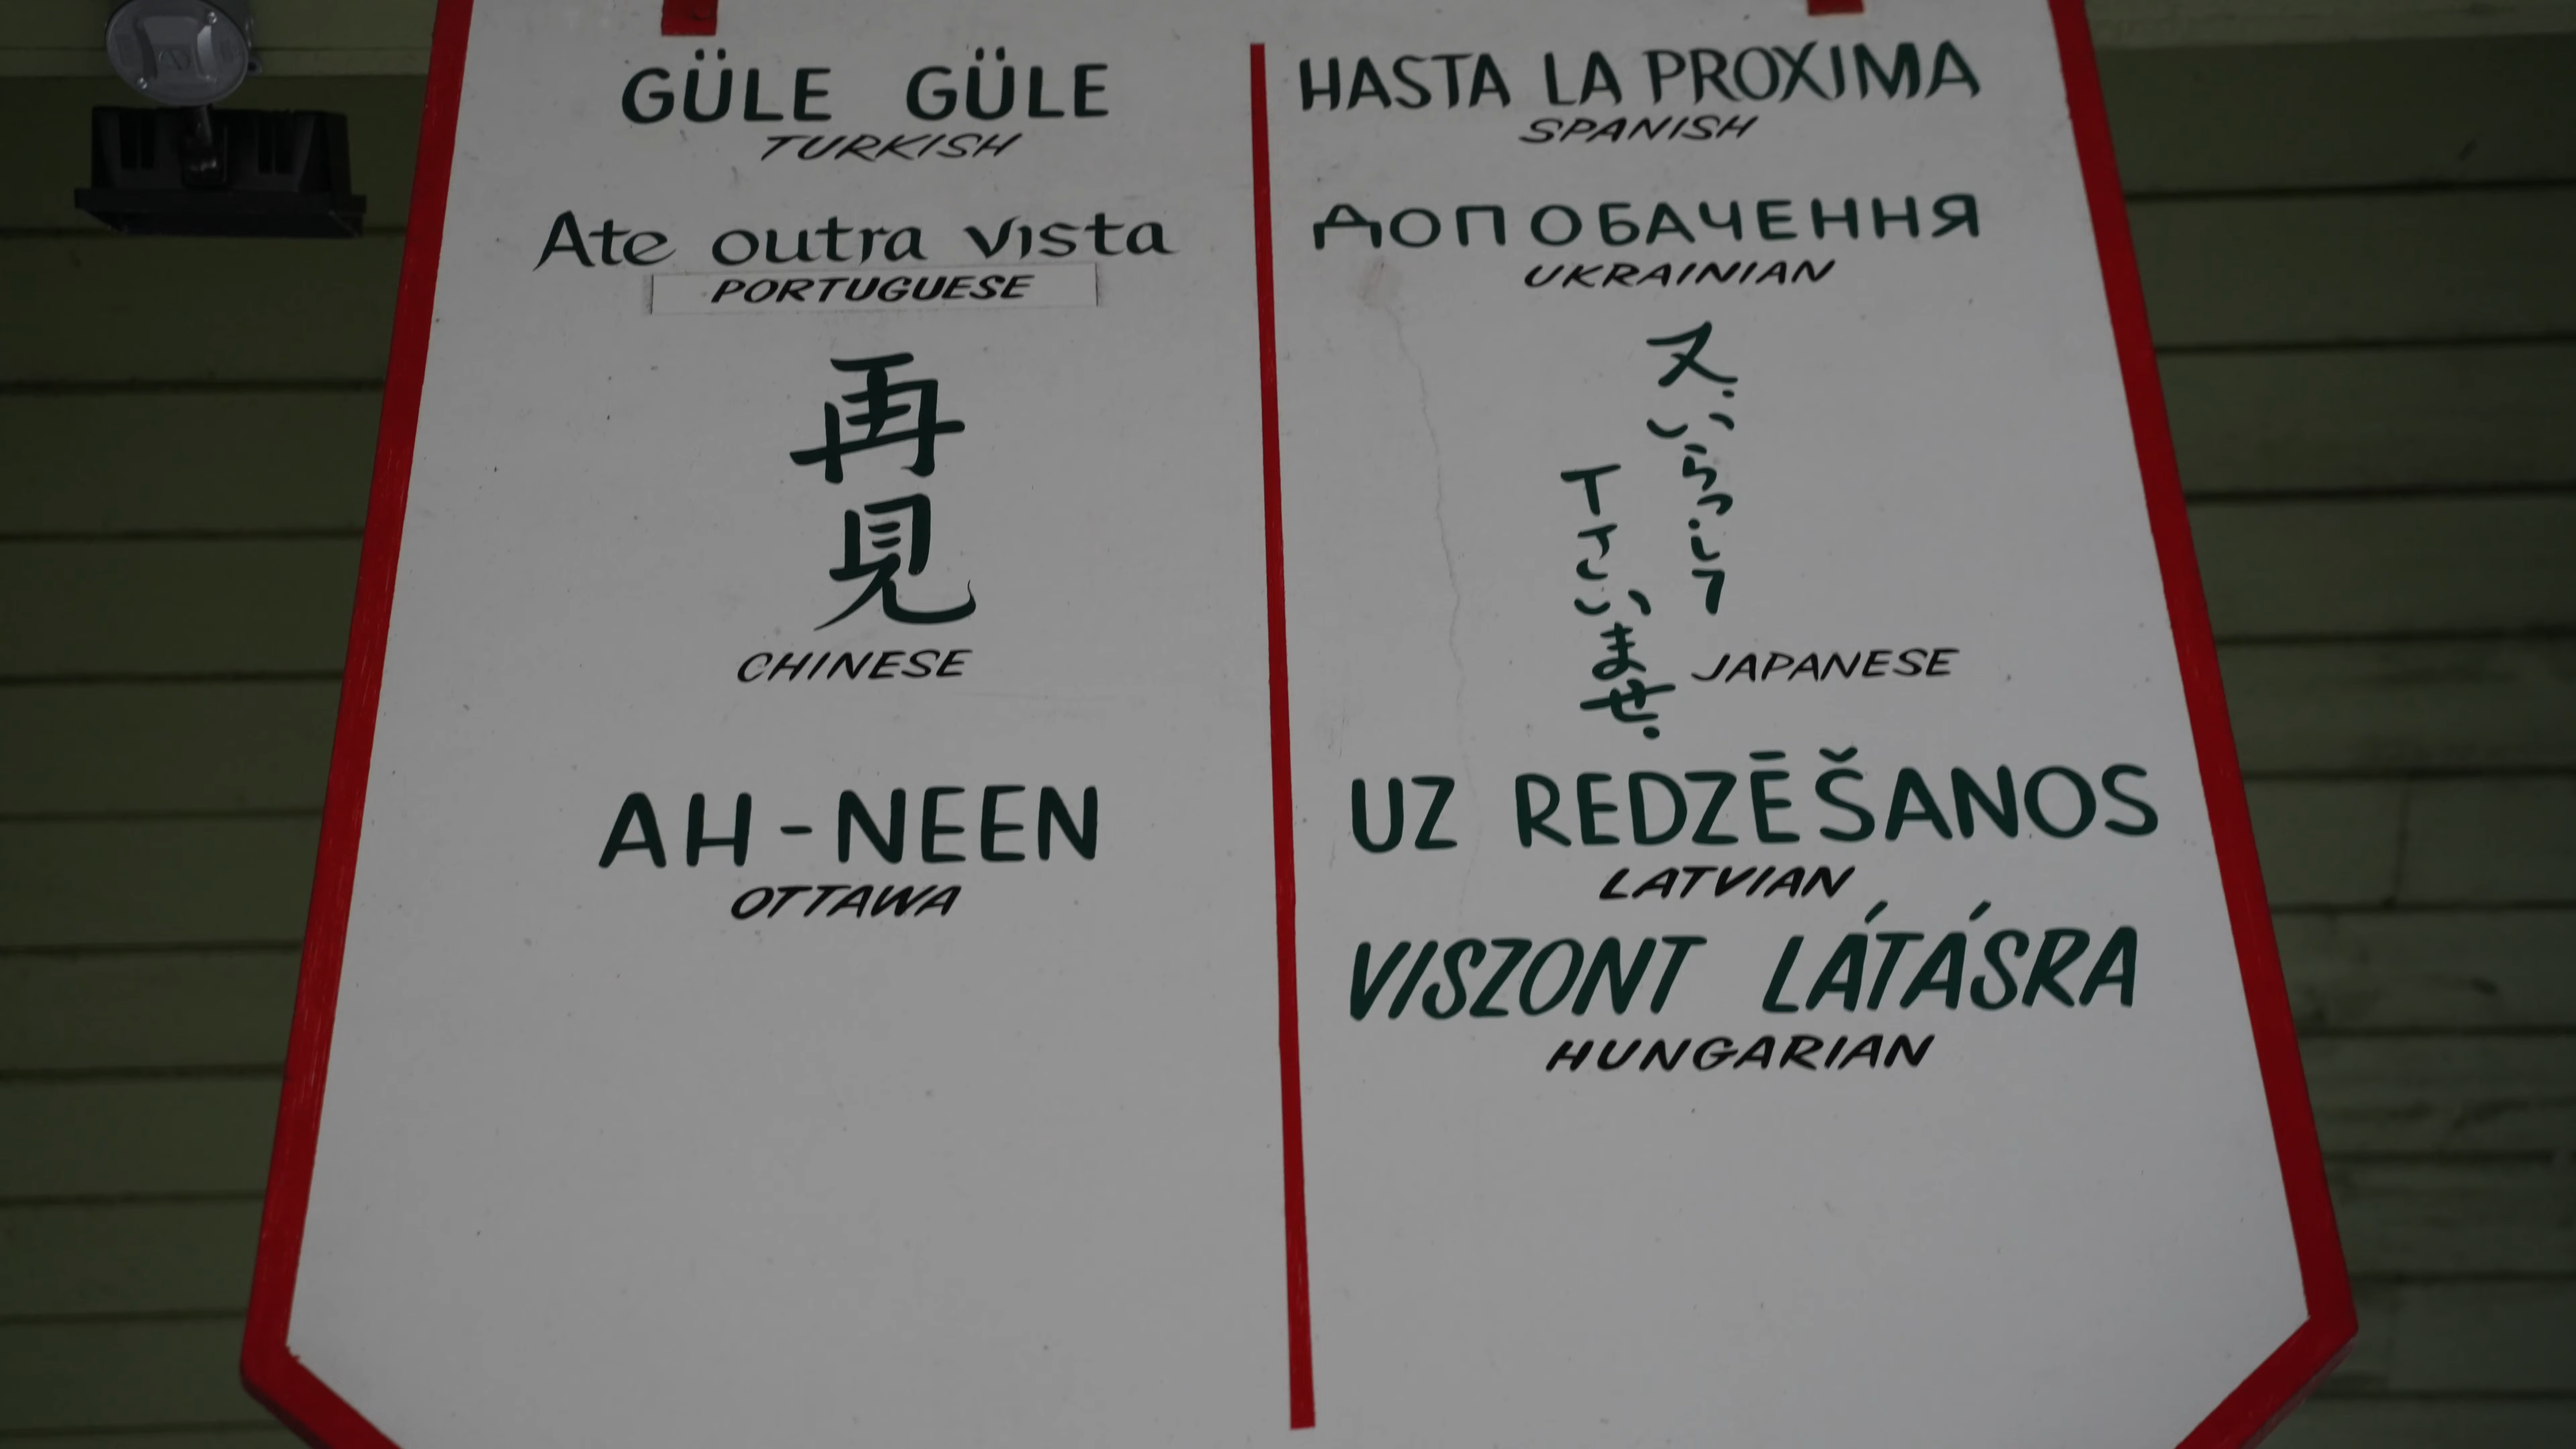 GÜLE GÜLE
TURKISH
Ate outra vista
PORTUGUESE
再見
CHINESE
AH-NEEN
OTTAWA
HASTA LA PROXIMA
SPANISH
ДОПОБАЧЕННЯ
UKRAINIAN
又、いらっして
下さいませ。
JAPANESE
UZ REDZĒŠANOS
LATVIAN
VISZONT LÁTÁSRA
HUNGARIAN